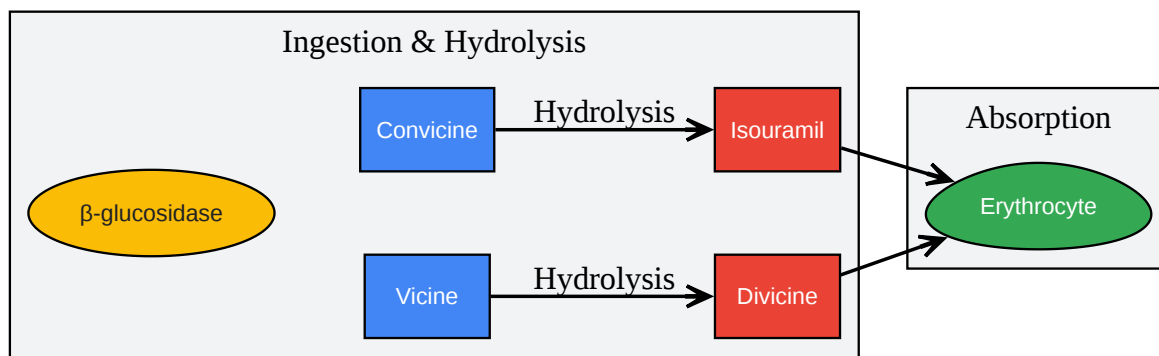 Ingestion & Hydrolysis
Convicine
Hydrolysis
Isouramil
Absorption
β-glucosidase
Erythrocyte
Vicine
Hydrolysis
Divicine